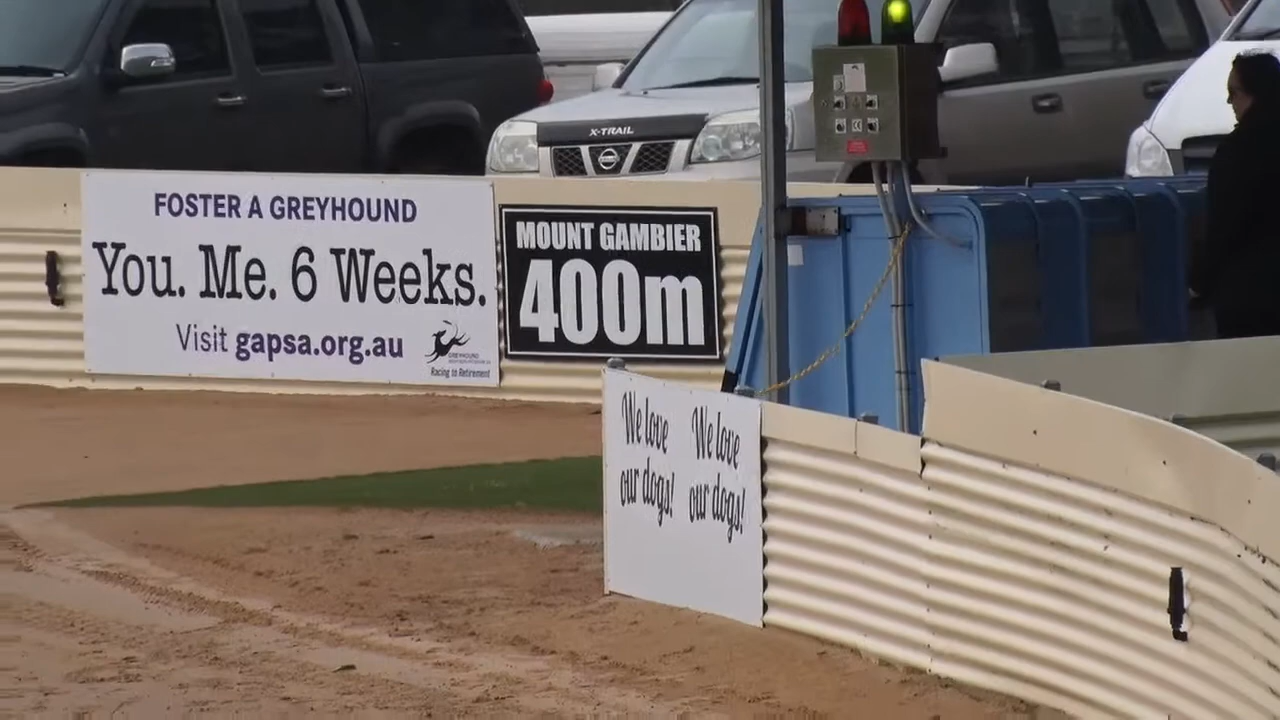 X-TRAIL
FOSTER A GREYHOUND
You. Me. 6 Weeks.
Visit gapsa.org.au
GREYHOUND
Racing to Retirement
MOUNT GAMBIER
400m
We love
our dogs!
We love
our dogs!